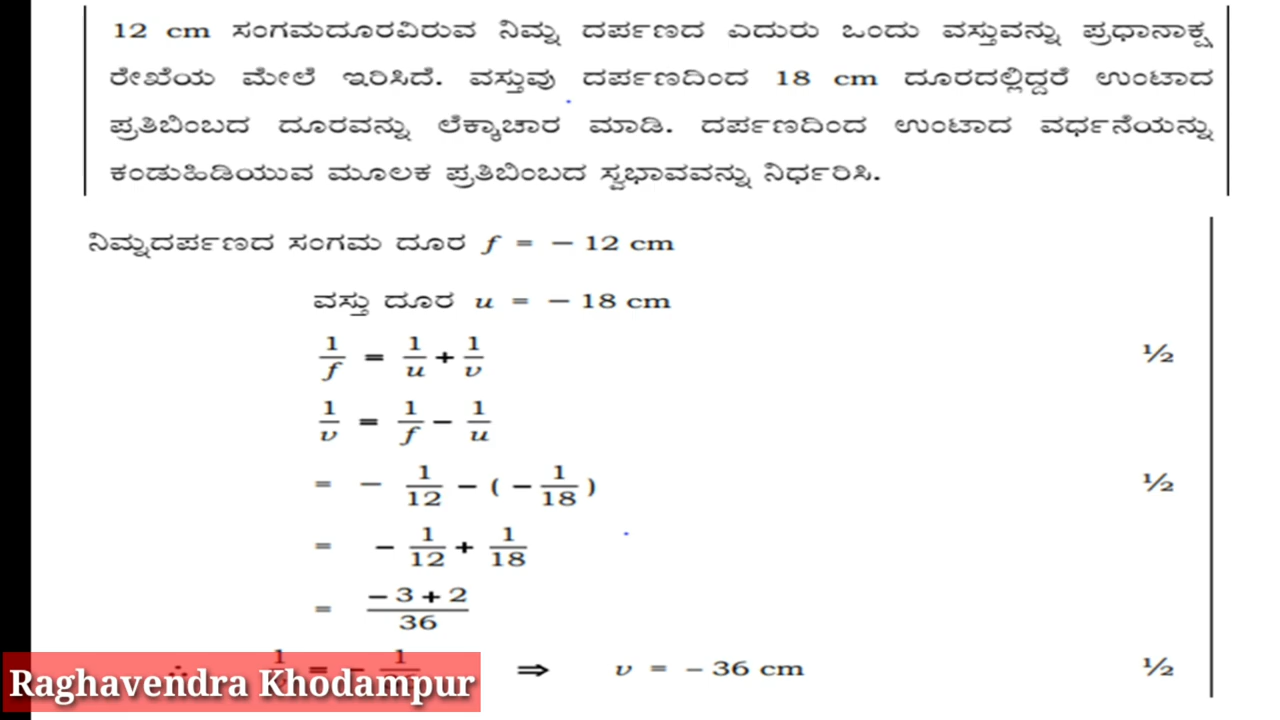 12 cm ಸಂಗಮದೂರವಿರುವ ನಿಮ್ನ ದರ್ಪಣದ ಎದುರು ಒಂದು ವಸ್ತುವನ್ನು ಪ್ರಧಾನಾಕ್ಷ
ರೇಖೆಯ ಮೇಲೆ ಇರಿಸಿದೆ. ವಸ್ತುವು ದರ್ಪಣದಿಂದ 18 cm ದೂರದಲ್ಲಿದ್ದರೆ ಉಂಟಾದ
ಪ್ರತಿಬಿಂಬದ ದೂರವನ್ನು ಲೆಕ್ಕಾಚಾರ ಮಾಡಿ. ದರ್ಪಣದಿಂದ ಉಂಟಾದ ವರ್ಧನೆಯನ್ನು
ಕಂಡುಹಿಡಿಯುವ ಮೂಲಕ ಪ್ರತಿಬಿಂಬದ ಸ್ವಭಾವವನ್ನು ನಿರ್ಧರಿಸಿ.
ನಿಮ್ನದರ್ಪಣದ ಸಂಗಮ ದೂರ f = − 12 cm
ವಸ್ತು ದೂರ u = − 18 cm
1/f = 1/u + 1/v ½
1/v = 1/f − 1/u
= − 1/12 − ( − 1/18 ) ½
= − 1/12 + 1/18
= (− 3 + 2)/36
⇒ v = − 36 cm ½
Raghavendra Khodampur